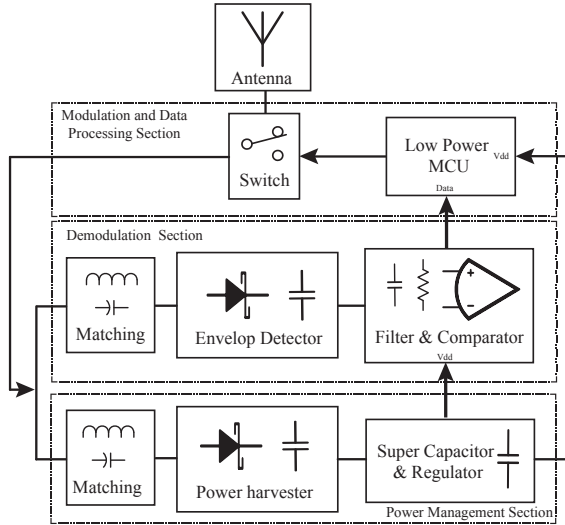 Antenna
Modulation and Data
Processing Section
Switch
Low Power
MCU
Vdd
Data
Demodulation Section
Matching
Envelop Detector
+
−
Filter & Comparator
Vdd
Matching
Power harvester
Super Capacitor
& Regulator
Power Management Section